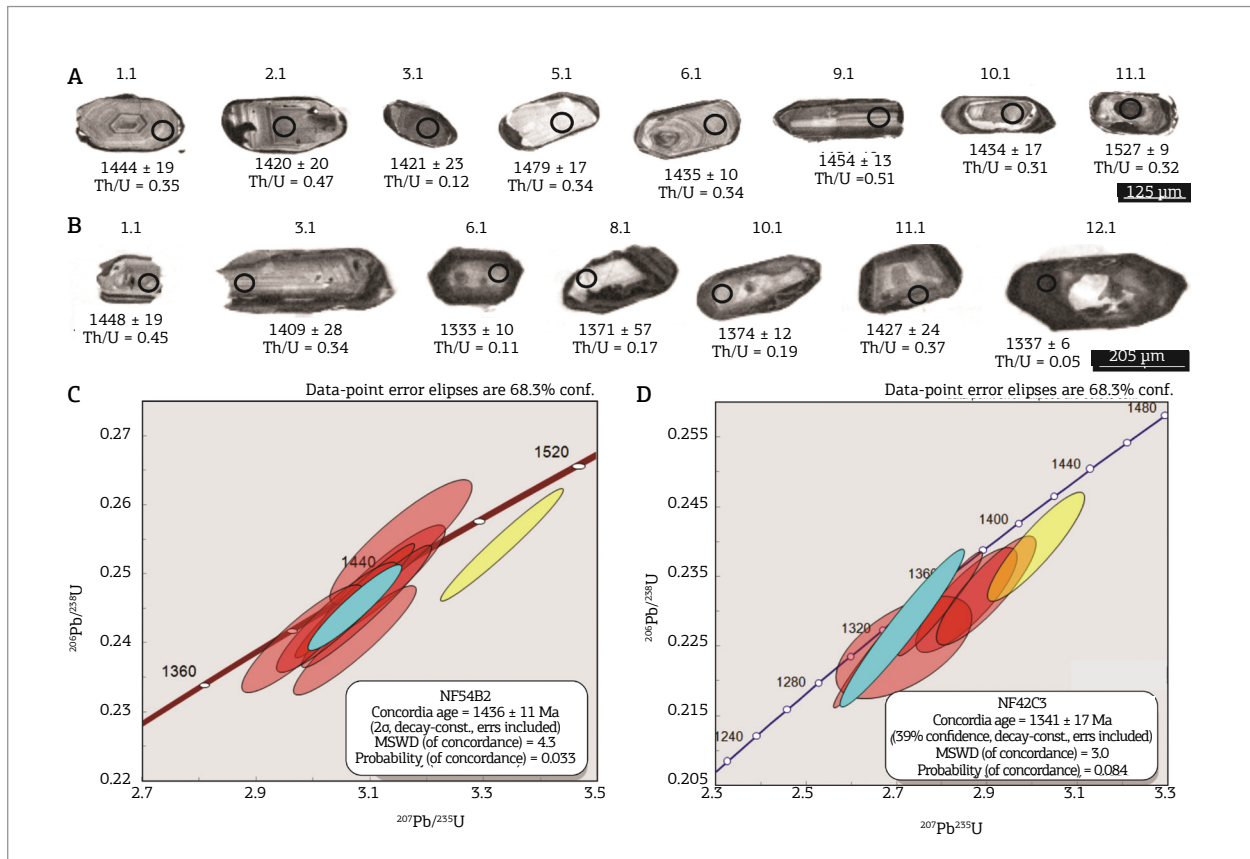 A
1.1 2.1 3.1 5.1 6.1 9.1 10.1 11.1
1444 ± 19 1420 ± 20 1421 ± 23 1479 ± 17 1435 ± 10 1454 ± 13 1434 ± 17 1527 ± 9
Th/U = 0.35 Th/U = 0.47 Th/U = 0.12 Th/U = 0.34 Th/U = 0.34 Th/U =0.51 Th/U = 0.31 Th/U = 0.32
125 µm
B
1.1 3.1 6.1 8.1 10.1 11.1 12.1
1448 ± 19 1409 ± 28 1333 ± 10 1371 ± 57 1374 ± 12 1427 ± 24 1337 ± 6
Th/U = 0.45 Th/U = 0.34 Th/U = 0.11 Th/U = 0.17 Th/U = 0.19 Th/U = 0.37 Th/U = 0.05
205 µm
C
Data-point error elipses are 68.3% conf.
0.27
0.26
0.25
0.24
0.23
0.22
²⁰⁶Pb/²³⁸U
1520
1440
1360
NF54B2
Concordia age = 1436 ± 11 Ma
(2σ, decay-const., errs included)
MSWD (of concordance) = 4.3
Probability (of concordance) = 0.033
2.7 2.9 3.1 3.3 3.5
²⁰⁷Pb/²³⁵U
D
Data-point error elipses are 68.3% conf.
0.255
0.245
0.235
0.225
0.215
0.205
²⁰⁶Pb/²³⁸U
1480
1440
1400
1360
1320
1280
1240
NF42C3
Concordia age = 1341 ± 17 Ma
(39% confidence, decay-const., errs included)
MSWD (of concordance) = 3.0
Probability (of concordance) = 0.084
2.3 2.5 2.7 2.9 3.1 3.3
²⁰⁷Pb²³⁵U